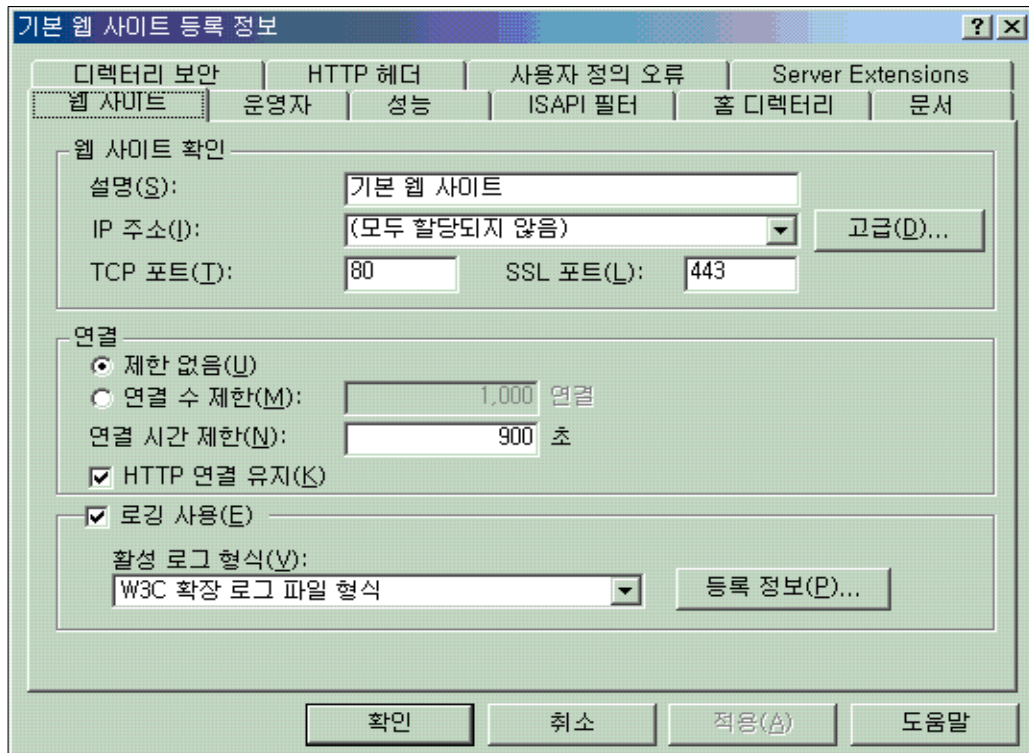 기본 웹 사이트 등록 정보
디렉터리 보안 HTTP 헤더 사용자 정의 오류 Server Extensions
웹 사이트 운영자 성능 ISAPI 필터 홈 디렉터리 문서
웹 사이트 확인
설명(S): 기본 웹 사이트
IP 주소(I): (모두 할당되지 않음) 고급(D)...
TCP 포트(T): 80 SSL 포트(L): 443
연결
제한 없음(U)
연결 수 제한(M): 1,000 연결
연결 시간 제한(N): 900 초
HTTP 연결 유지(K)
로깅 사용(E)
활성 로그 형식(V):
W3C 확장 로그 파일 형식 등록 정보(P)...
확인 취소 적용(A) 도움말